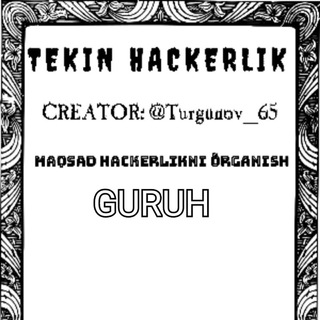 TEKIN HACKERLIK
CREATOR: @Turgunov_65
MAQSAD HACKERLIKNI ÖRGANISH
GURUH